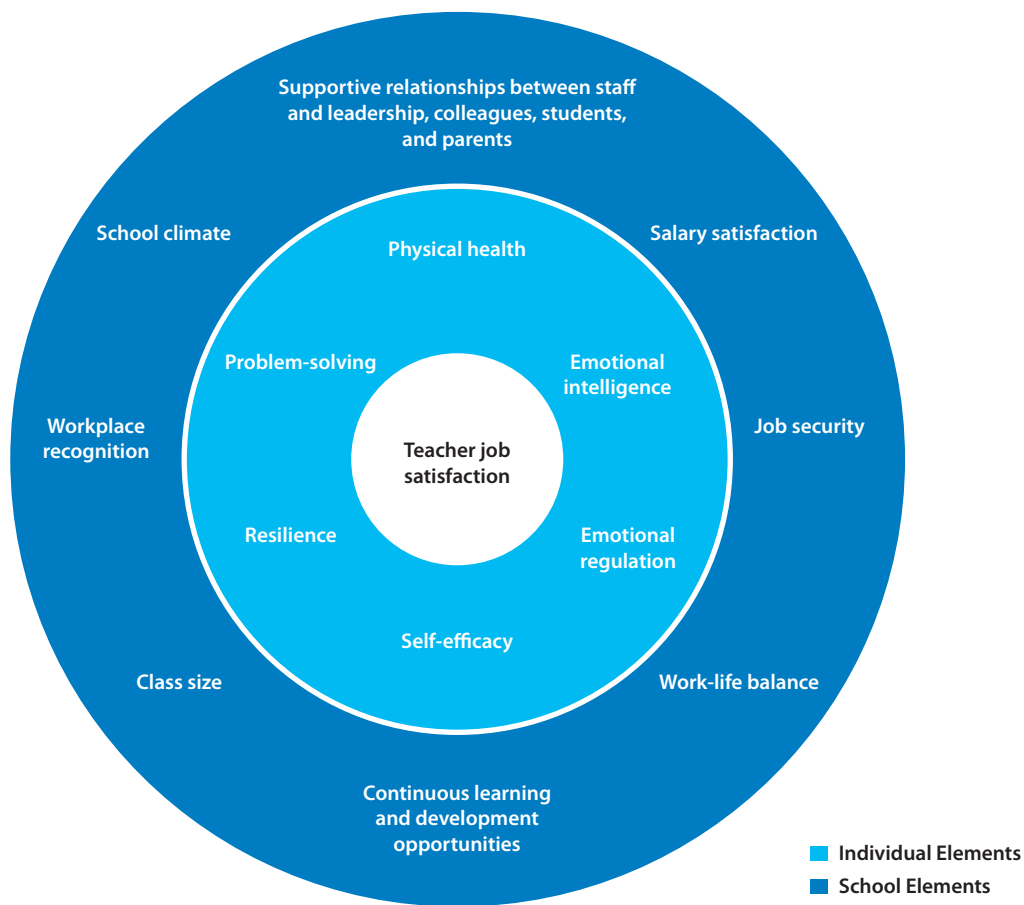 Supportive relationships between staff
and leadership, colleagues, students,
and parents
School climate
Salary satisfaction
Physical health
Problem-solving
Emotional
intelligence
Workplace
recognition
Teacher job
satisfaction
Job security
Resilience
Emotional
regulation
Self-efficacy
Class size
Work-life balance
Continuous learning
and development
opportunities
Individual Elements
School Elements